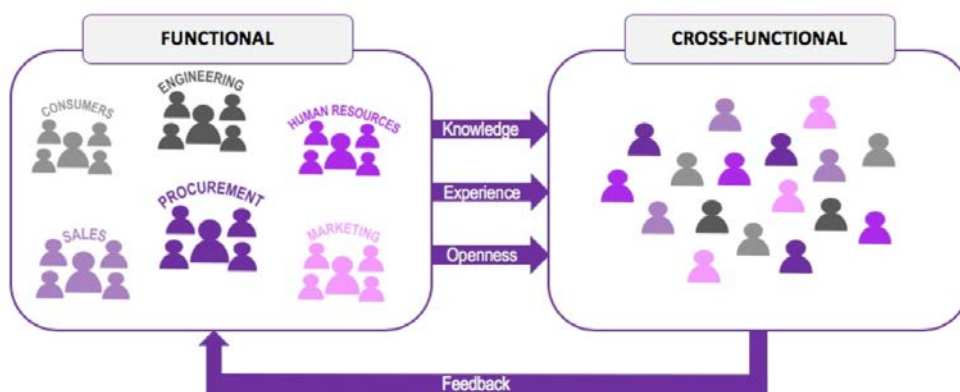 FUNCTIONAL
CROSS-FUNCTIONAL
CONSUMERS
ENGINEERING
HUMAN RESOURCES
SALES
PROCUREMENT
MARKETING
Knowledge
Experience
Openness
Feedback